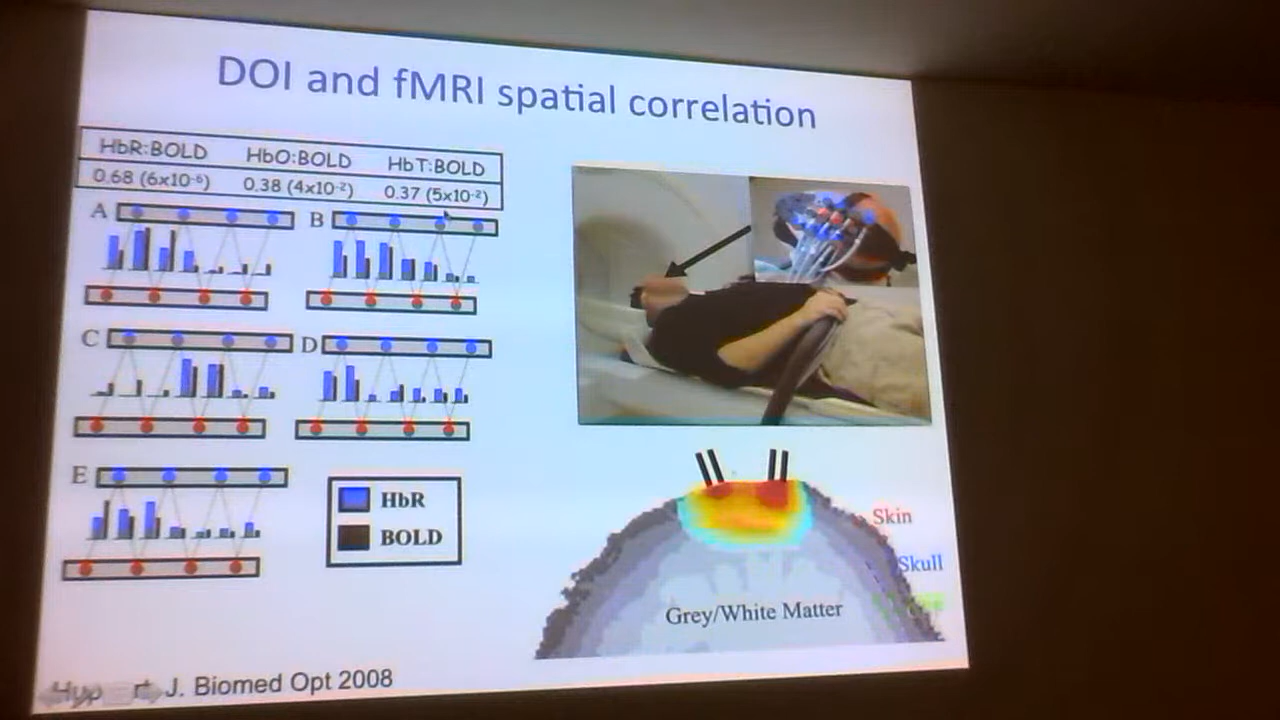 DOI and fMRI spatial correlation
HbR:BOLD HbO:BOLD HbT:BOLD
0.68 (6x10⁻⁶) 0.38 (4x10⁻²) 0.37 (5x10⁻²)
A B
C D
E
HbR
BOLD
Skin
Skull
Grey/White Matter
J. Biomed Opt 2008